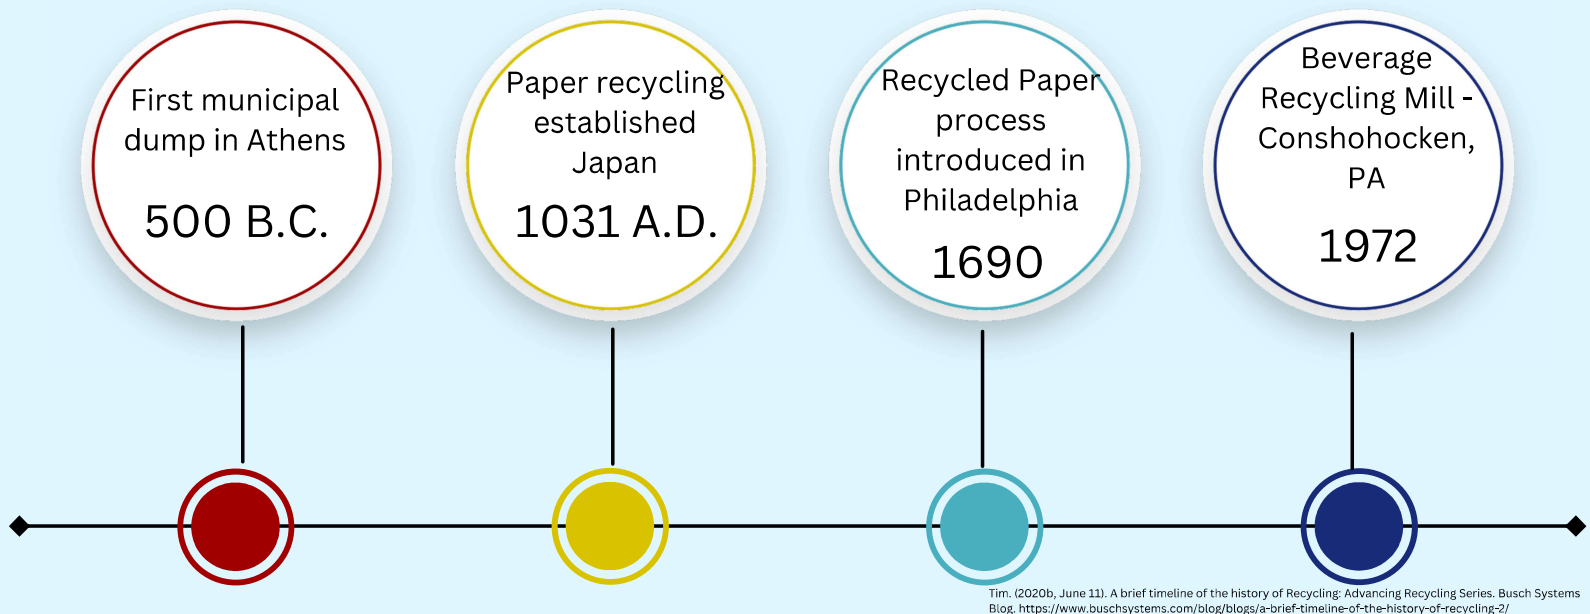 First municipal
dump in Athens
500 B.C.
Paper recycling
established
Japan
1031 A.D.
Recycled Paper
process
introduced in
Philadelphia
1690
Beverage
Recycling Mill -
Conshohocken,
PA
1972
Tim. (2020b, June 11). A brief timeline of the history of Recycling: Advancing Recycling Series. Busch Systems
Blog. https://www.buschsystems.com/blog/blogs/a-brief-timeline-of-the-history-of-recycling-2/